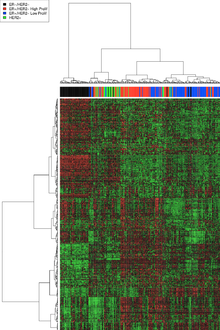 ER-/HER2-
ER+/HER2- High Prolif
ER+/HER2- Low Prolif
HER2+